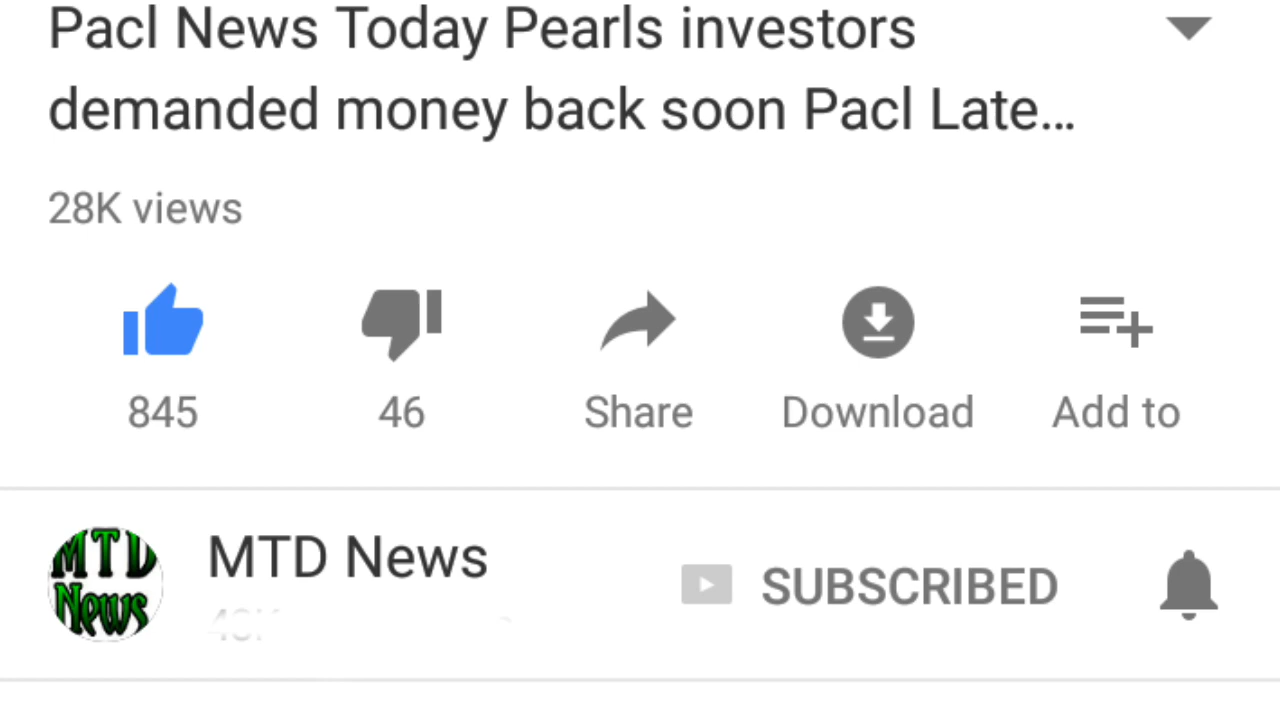 Pacl News Today Pearls investors
demanded money back soon Pacl Late...
28K views
845
46
Share
Download
Add to
MTD
News
MTD News
SUBSCRIBED